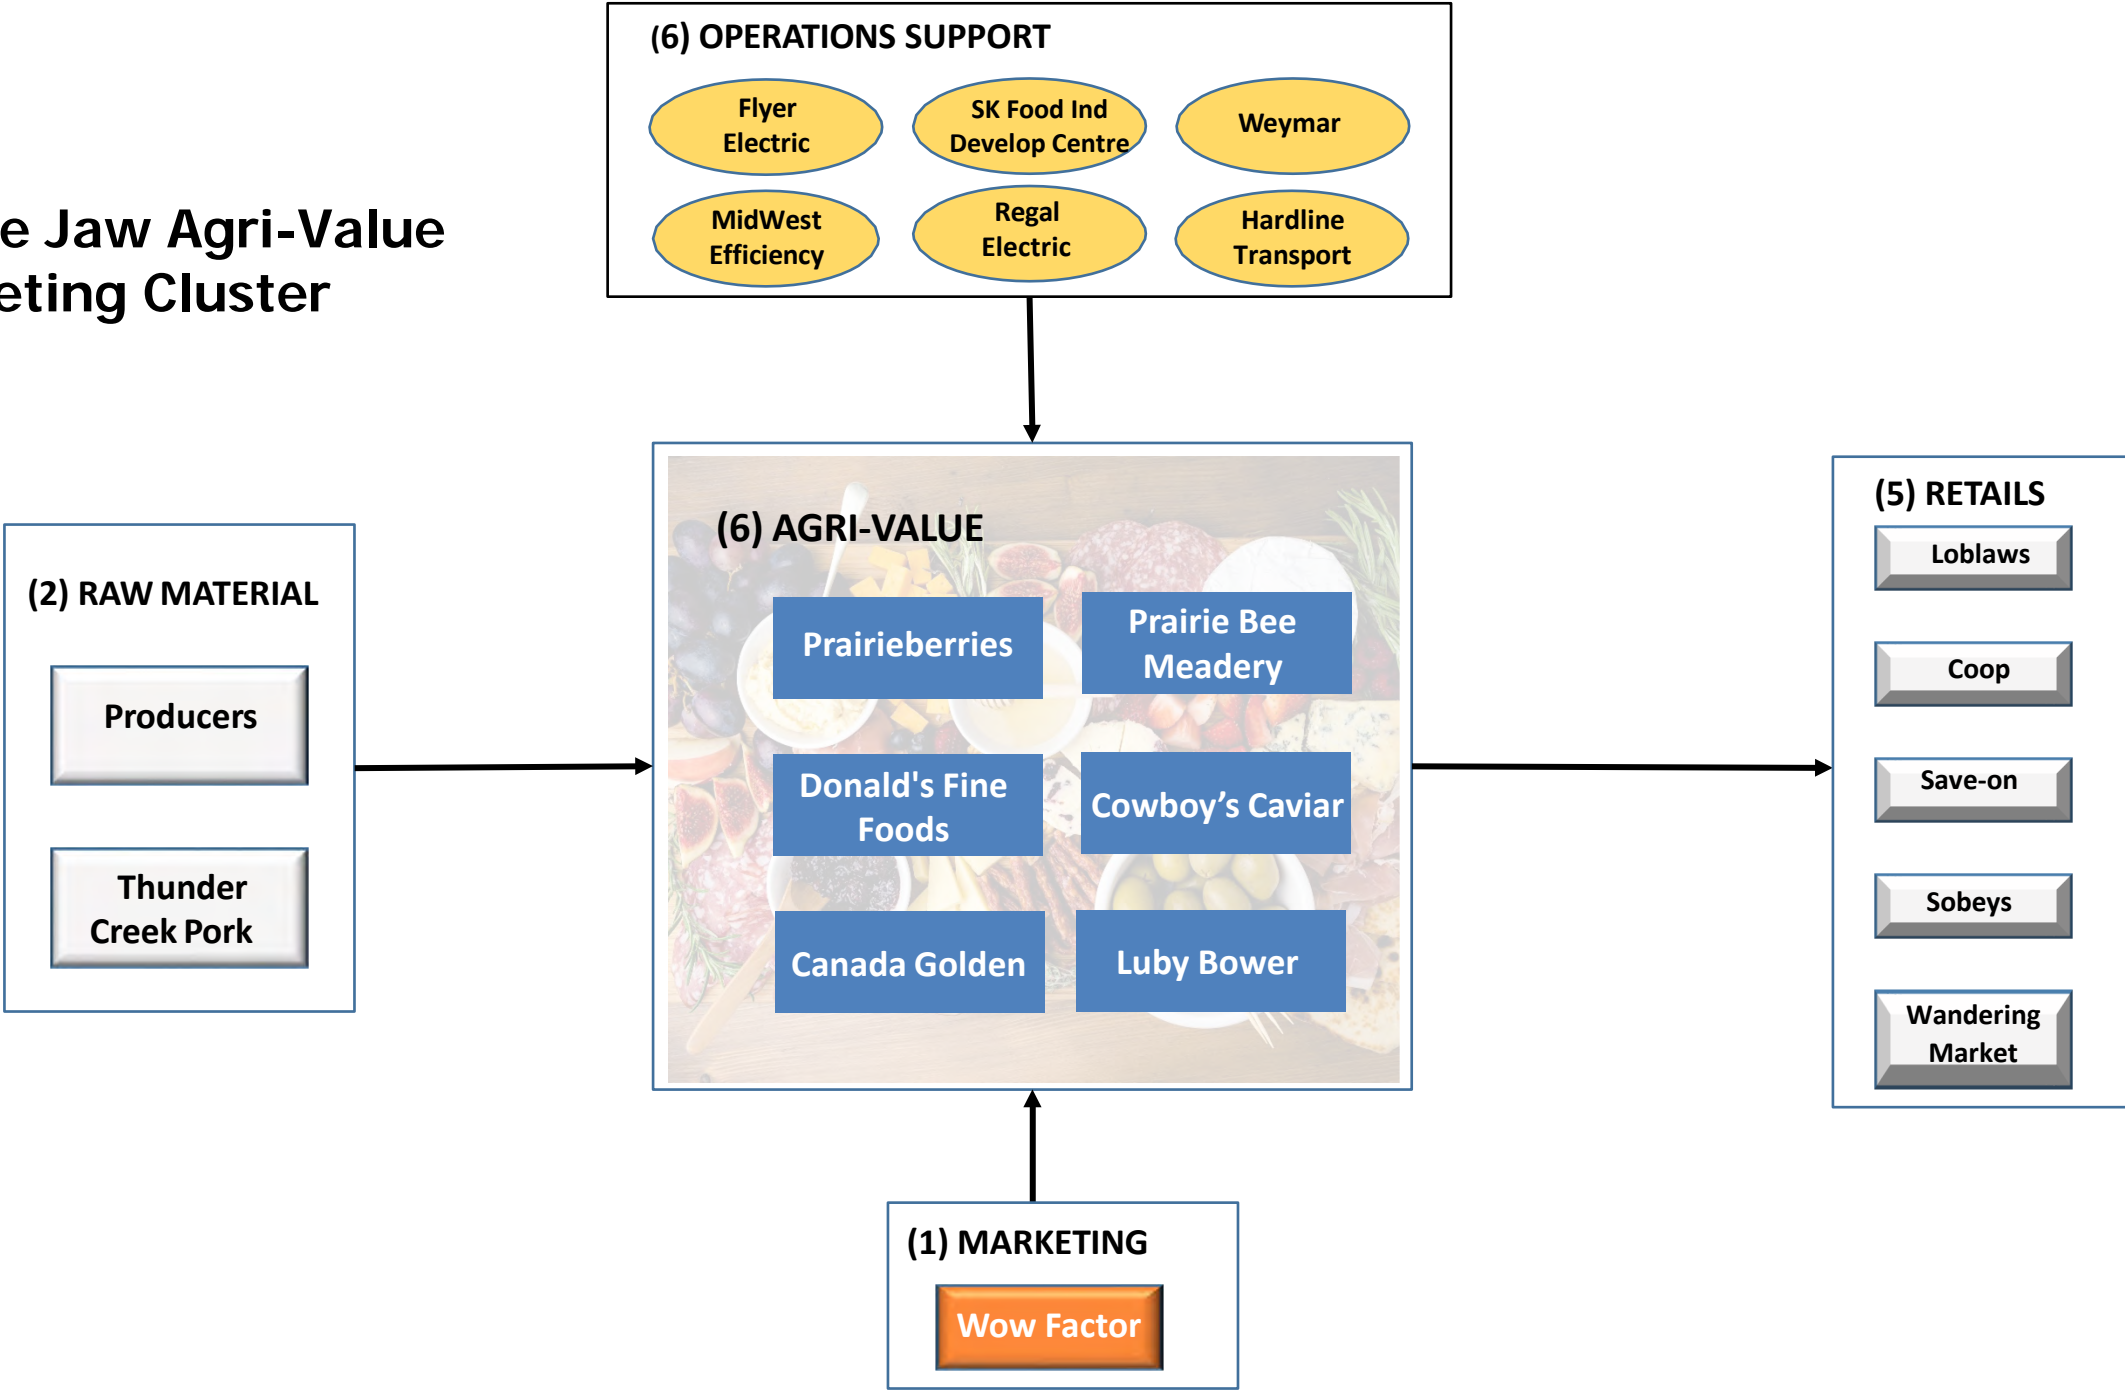 (6) OPERATIONS SUPPORT
Flyer
Electric
SK Food Ind
Develop Centre
Weymar
MidWest
Efficiency
Regal
Electric
Hardline
Transport
e Jaw Agri-Value
eting Cluster
(2) RAW MATERIAL
Producers
Thunder
Creek Pork
(6) AGRI-VALUE
Prairieberries
Prairie Bee
Meadery
Donald's Fine
Foods
Cowboy’s Caviar
Canada Golden
Luby Bower
(5) RETAILS
Loblaws
Coop
Save-on
Sobeys
Wandering
Market
(1) MARKETING
Wow Factor